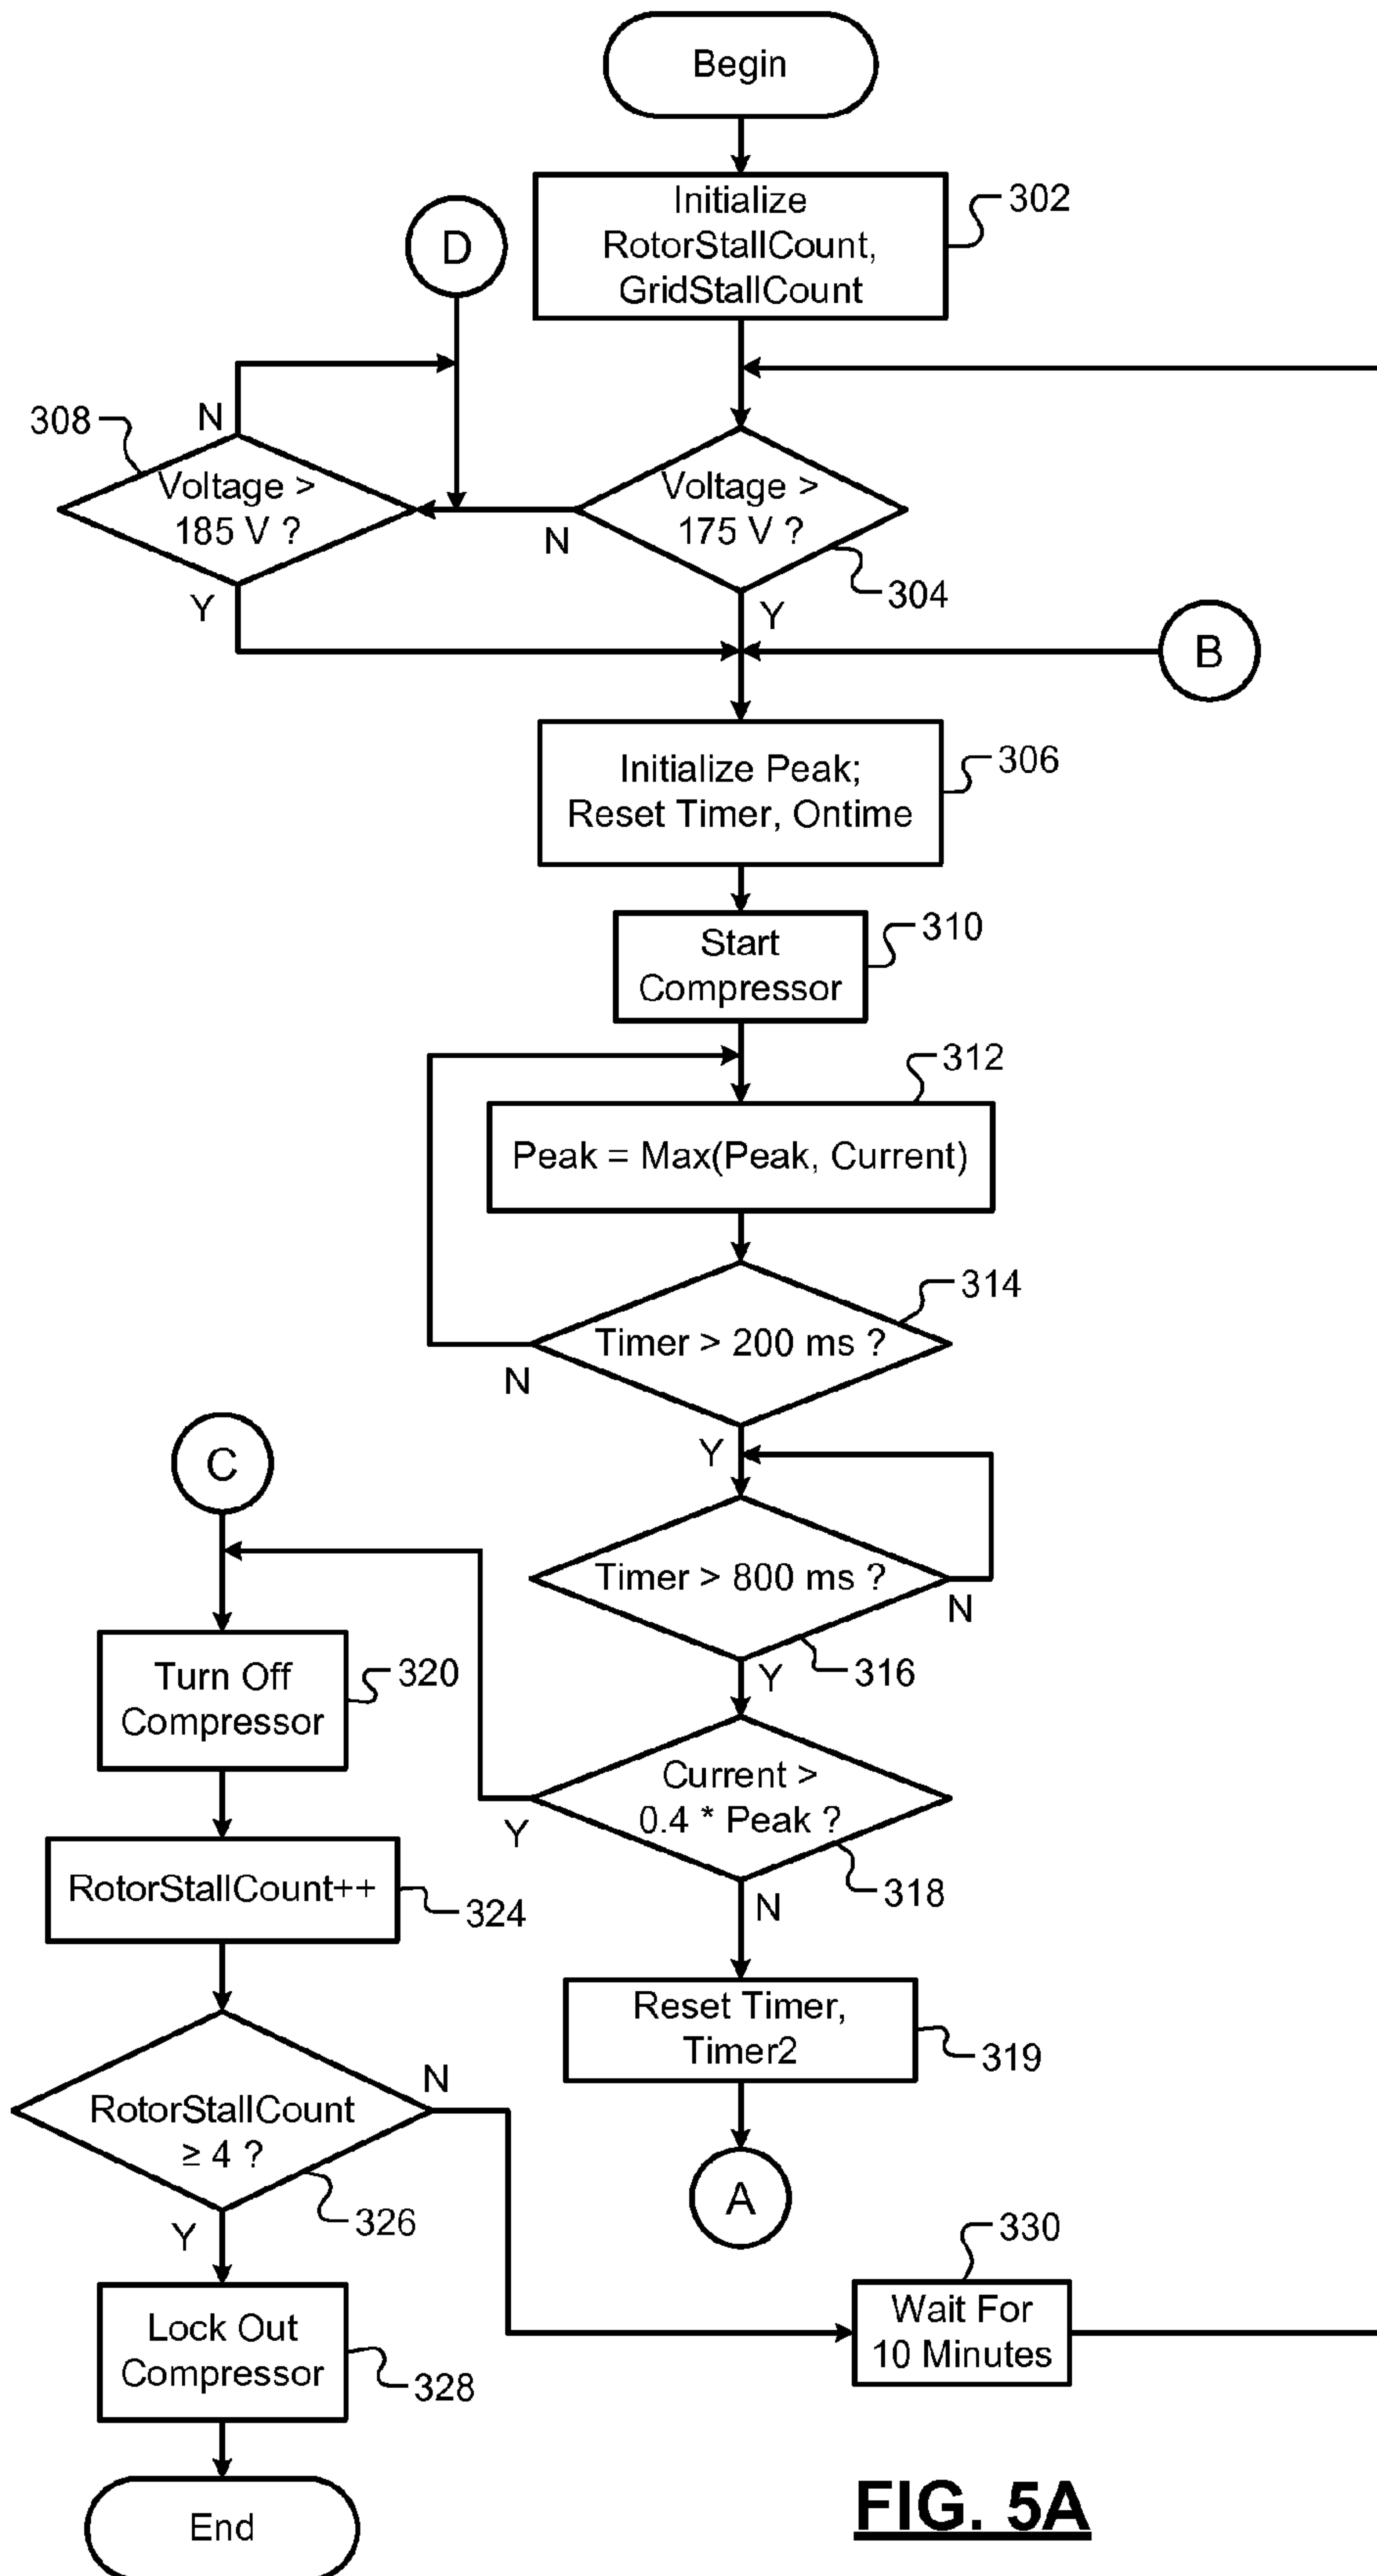 Begin
Initialize
RotorStallCount,
GridStallCount
302
D
308
N
Voltage >
185 V ?
Y
Voltage >
175 V ?
N
304
Y
B
Initialize Peak;
Reset Timer, Ontime
306
Start
Compressor
310
312
Peak = Max(Peak, Current)
314
Timer > 200 ms ?
N
Y
C
Timer > 800 ms ?
N
316
Y
Turn Off
Compressor
320
Current >
0.4 * Peak ?
Y
318
N
RotorStallCount++
324
Reset Timer,
Timer2
319
N
RotorStallCount
≥ 4 ?
326
Y
A
330
Wait For
10 Minutes
Lock Out
Compressor
328
End
FIG. 5A